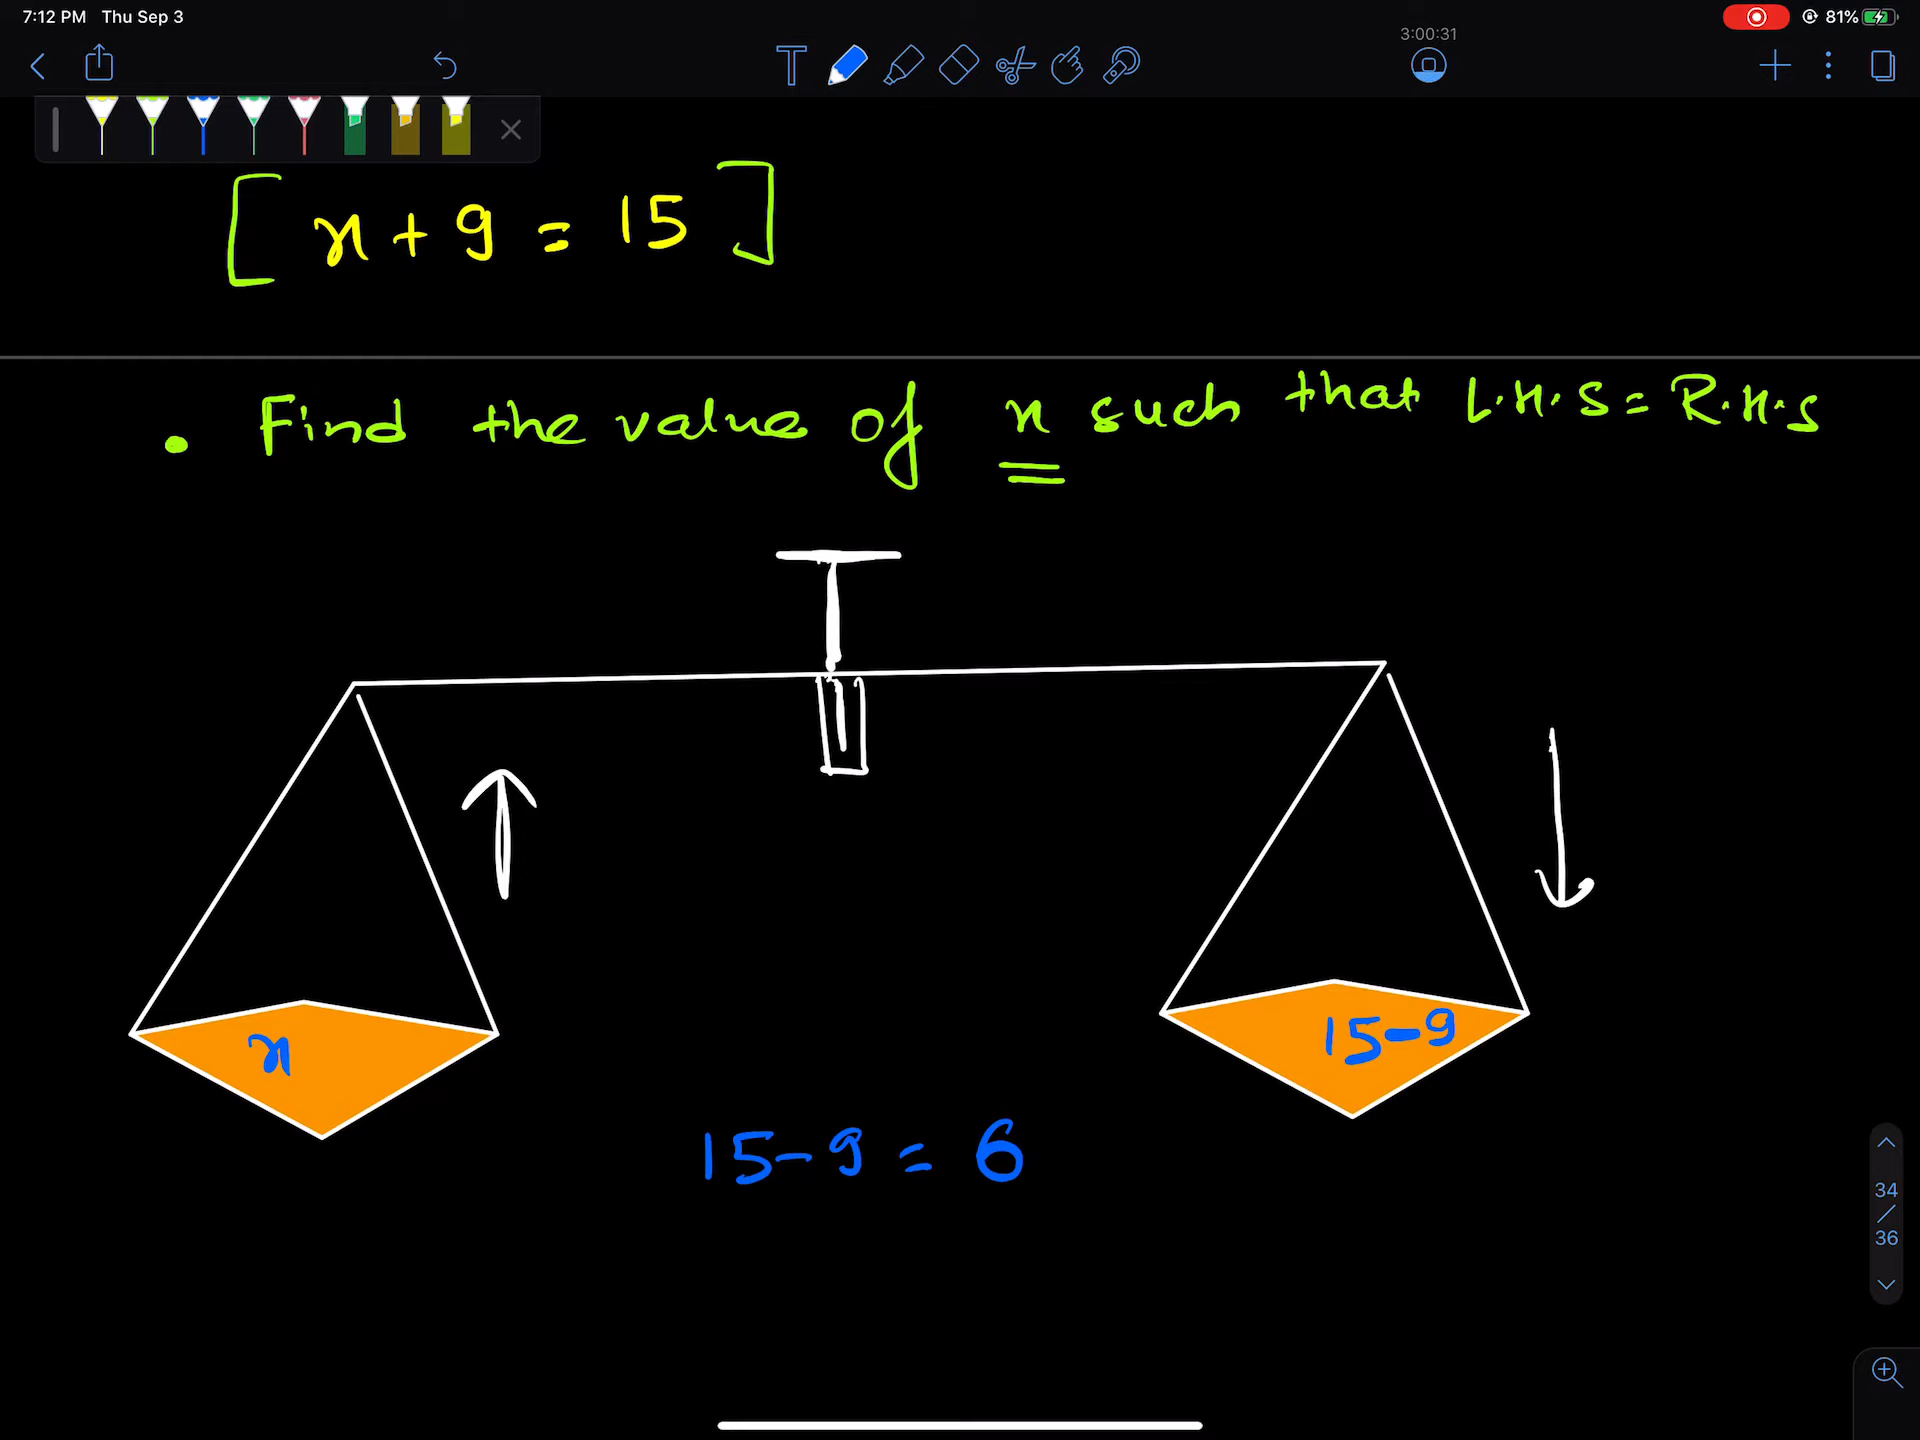 7:12 PM Thu Sep 3
81%
3:00:31
[ x + 9 = 15 ]
• Find the value of x such that L.H.S = R.H.S
x
15-9
15-9 = 6
34
/
36